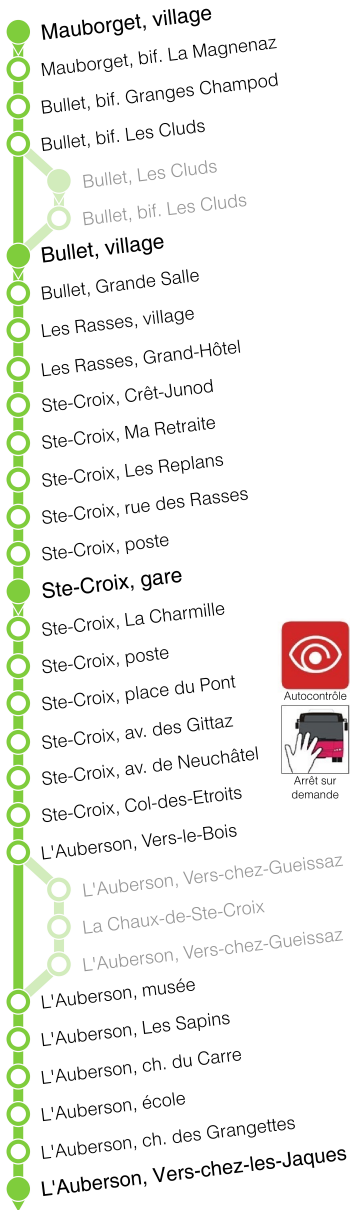 Mauborget, village
Mauborget, bif. La Magnenaz
Bullet, bif. Granges Champod
Bullet, bif. Les Cluds
Bullet, Les Cluds
Bullet, bif. Les Cluds
Bullet, village
Bullet, Grande Salle
Les Rasses, village
Les Rasses, Grand-Hôtel
Ste-Croix, Crêt-Junod
Ste-Croix, Ma Retraite
Ste-Croix, Les Replans
Ste-Croix, rue des Rasses
Ste-Croix, poste
Ste-Croix, gare
Ste-Croix, La Charmille
Ste-Croix, poste
Ste-Croix, place du Pont
Ste-Croix, av. des Gittaz
Ste-Croix, av. de Neuchâtel
Ste-Croix, Col-des-Etroits
L'Auberson, Vers-le-Bois
L'Auberson, Vers-chez-Gueissaz
La Chaux-de-Ste-Croix
L'Auberson, Vers-chez-Gueissaz
L'Auberson, musée
L'Auberson, Les Sapins
L'Auberson, ch. du Carre
L'Auberson, école
L'Auberson, ch. des Grangettes
L'Auberson, Vers-chez-les-Jaques
Autocontrôle
Arrêt sur
demande